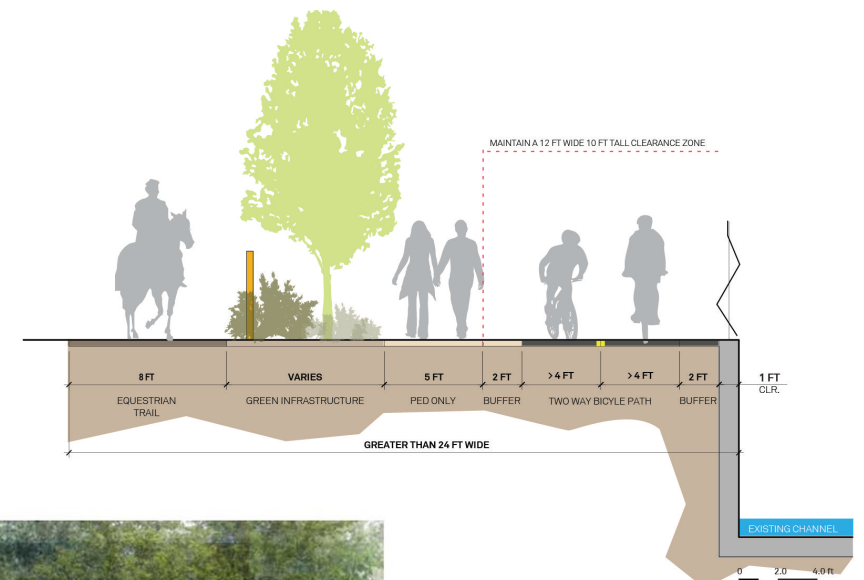 MAINTAIN A 12 FT WIDE 10 FT TALL CLEARANCE ZONE
8 FT
VARIES
5 FT
2 FT
>4 FT
>4 FT
2 FT
1 FT
CLR.
EQUESTRIAN
TRAIL
GREEN INFRASTRUCTURE
PED ONLY
BUFFER
TWO WAY BICYLE PATH
BUFFER
GREATER THAN 24 FT WIDE
EXISTING CHANNEL
0 2.0 4.0 ft